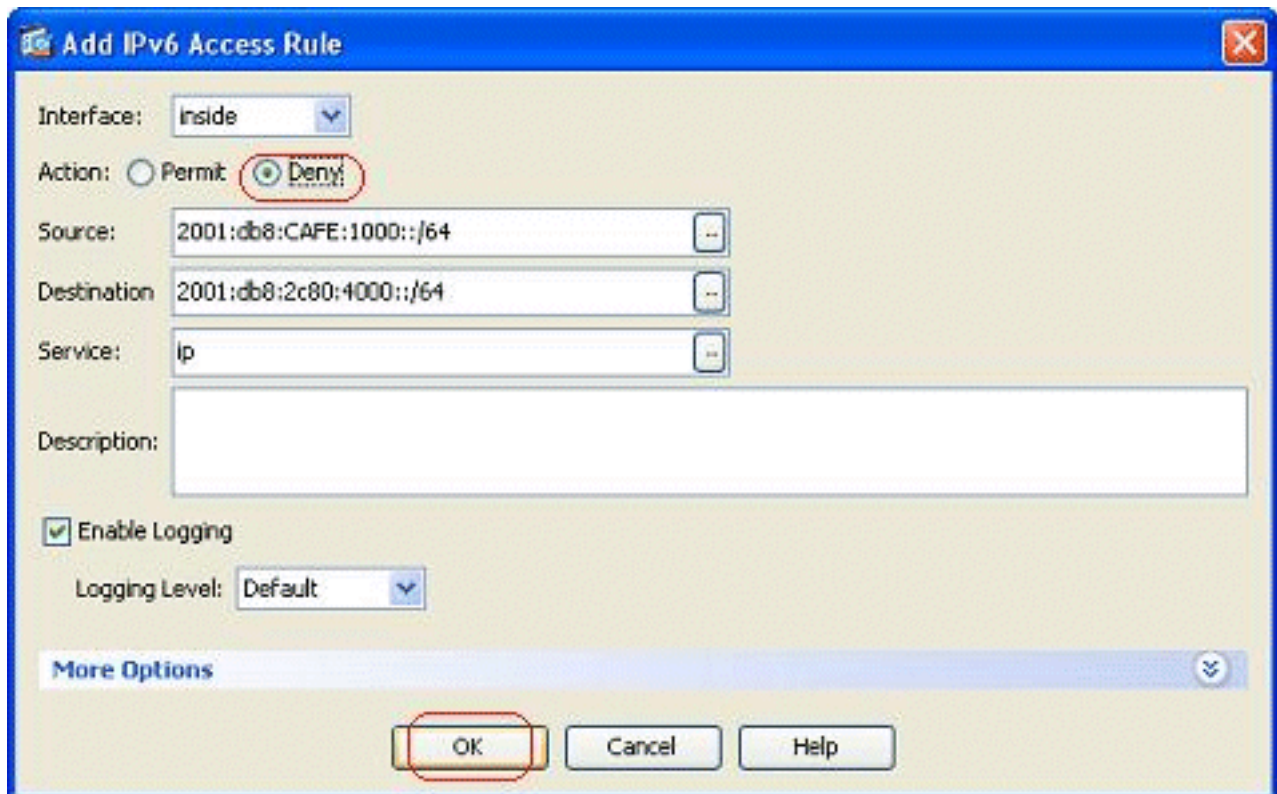 Add IPv6 Access Rule
Interface: inside
Action: Permit Deny
Source: 2001:db8:CAFE:1000::/64 ...
Destination 2001:db8:2c80:4000::/64 ...
Service: ip ...
Description:
Enable Logging
Logging Level: Default
More Options
OK Cancel Help